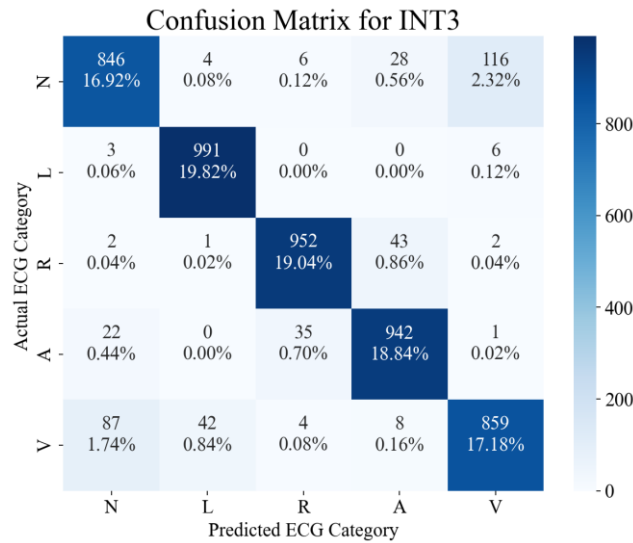 Confusion Matrix for INT3
Actual ECG Category
N
846 4 6 28 116
16.92% 0.08% 0.12% 0.56% 2.32%
L
3 991 0 0 6
0.06% 19.82% 0.00% 0.00% 0.12%
R
2 1 952 43 2
0.04% 0.02% 19.04% 0.86% 0.04%
A
22 0 35 942 1
0.44% 0.00% 0.70% 18.84% 0.02%
V
87 42 4 8 859
1.74% 0.84% 0.08% 0.16% 17.18%
N L R A V
Predicted ECG Category
800
600
400
200
0